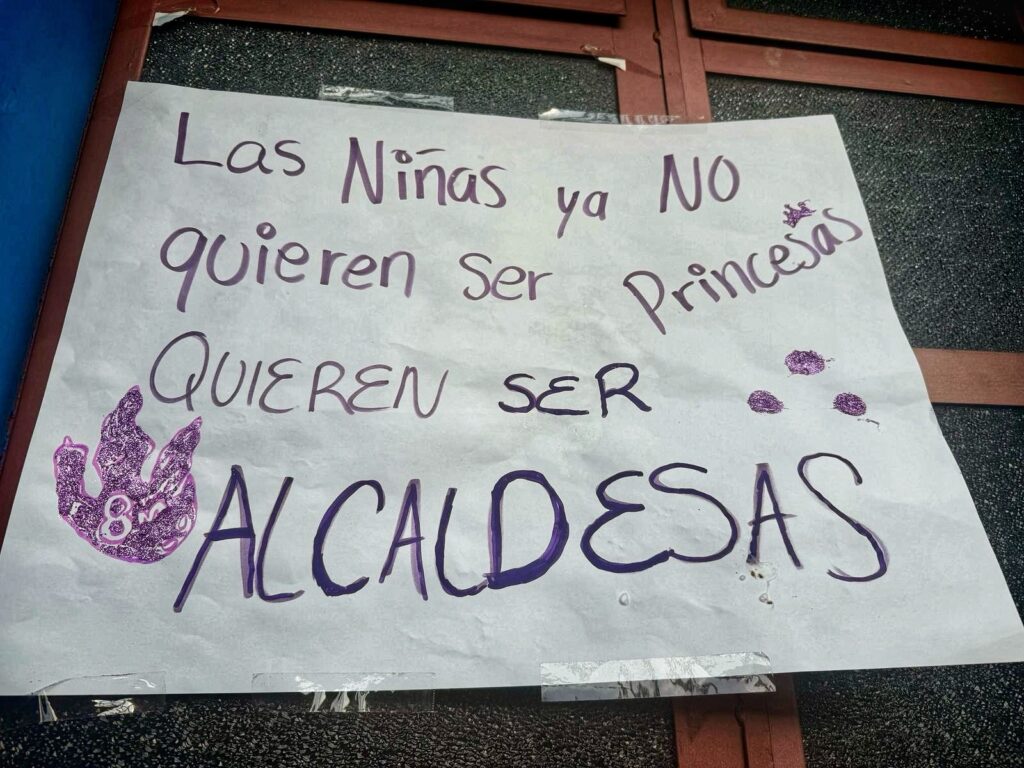 Las Niñas ya NO
quieren ser Princesas
QUIEREN SER
ALCALDESAS
8m